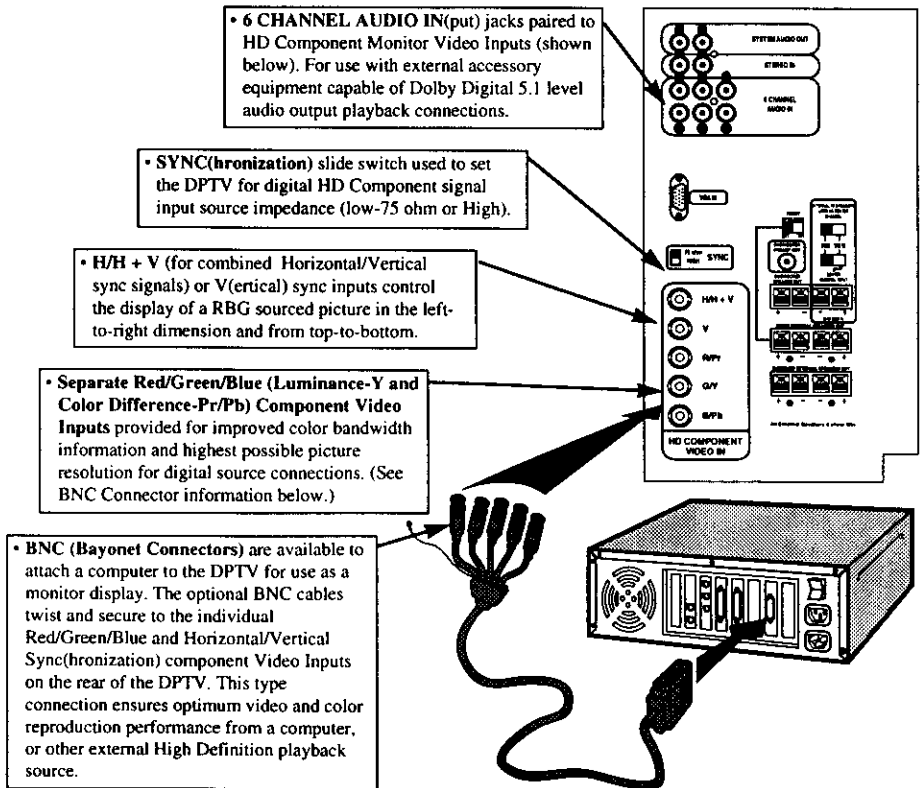 • 6 CHANNEL AUDIO IN(put) jacks paired to
HD Component Monitor Video Inputs (shown
below). For use with external accessory
equipment capable of Dolby Digital 5.1 level
audio output playback connections.
• SYNC(hronization) slide switch used to set
the DPTV for digital HD Component signal
input source impedance (low-75 ohm or High).
• H/H + V (for combined Horizontal/Vertical
sync signals) or V(ertical) sync inputs control
the display of a RBG sourced picture in the left-
to-right dimension and from top-to-bottom.
• Separate Red/Green/Blue (Luminance-Y and
Color Difference-Pr/Pb) Component Video
Inputs provided for improved color bandwidth
information and highest possible picture
resolution for digital source connections. (See
BNC Connector information below.)
• BNC (Bayonet Connectors) are available to
attach a computer to the DPTV for use as a
monitor display. The optional BNC cables
twist and secure to the individual
Red/Green/Blue and Horizontal/Vertical
Sync(hronization) component Video Inputs
on the rear of the DPTV. This type
connection ensures optimum video and color
reproduction performance from a computer,
or other external High Definition playback
source.
SYSTEM AUDIO OUT
STEREO IN
6 CHANNEL
AUDIO IN
SYNC
H/H + V
V
R/Pr
G/Y
B/Pb
HD COMPONENT
VIDEO IN